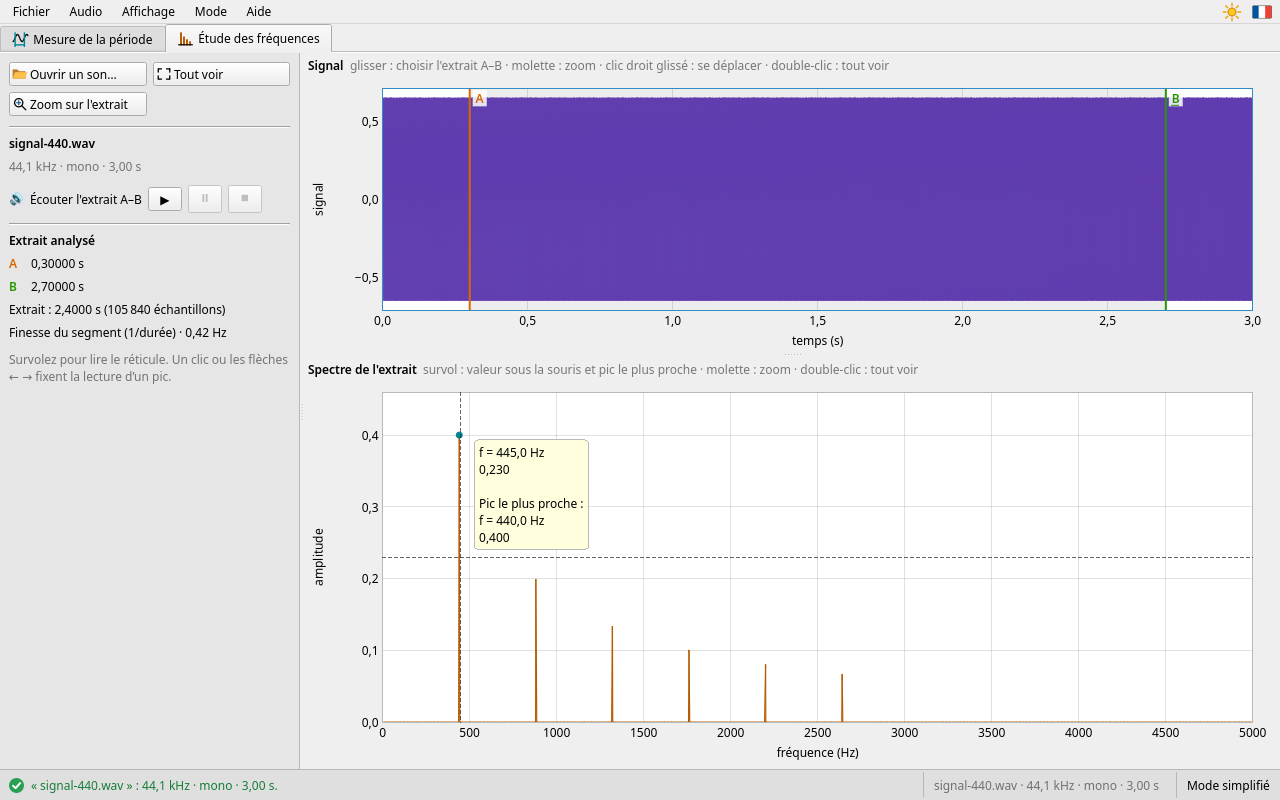 Fichier Audio Affichage Mode Aide
Mesure de la période Étude des fréquences
Ouvrir un son... Tout voir
Zoom sur l'extrait
signal-440.wav
44,1 kHz · mono · 3,00 s
Écouter l'extrait A–B
Extrait analysé
A 0,30000 s
B 2,70000 s
Extrait : 2,4000 s (105 840 échantillons)
Finesse du segment (1/durée) · 0,42 Hz
Survolez pour lire le réticule. Un clic ou les flèches
← → fixent la lecture d'un pic.
Signal glisser : choisir l'extrait A–B · molette : zoom · clic droit glissé : se déplacer · double-clic : tout voir
A
B
0,5
0,0
−0,5
signal
0,0 0,5 1,0 1,5 2,0 2,5 3,0
temps (s)
Spectre de l'extrait survol : valeur sous la souris et pic le plus proche · molette : zoom · double-clic : tout voir
0,4
0,3
0,2
0,1
0,0
amplitude
f = 445,0 Hz
0,230
Pic le plus proche :
f = 440,0 Hz
0,400
0 500 1000 1500 2000 2500 3000 3500 4000 4500 5000
fréquence (Hz)
« signal-440.wav » : 44,1 kHz · mono · 3,00 s.
signal-440.wav · 44,1 kHz · mono · 3,00 s
Mode simplifié